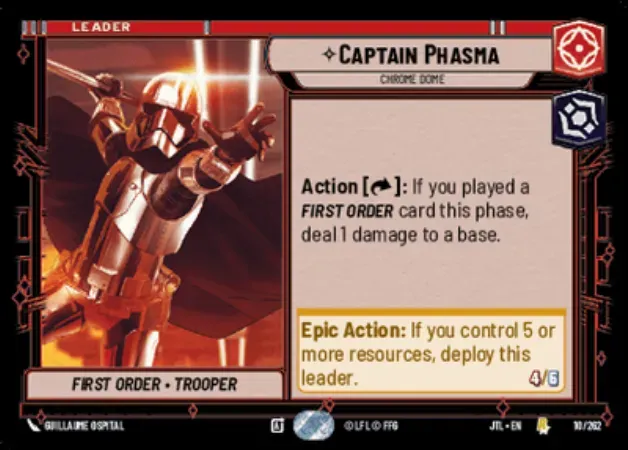 LEADER
CAPTAIN PHASMA
CHROME DOME
Action [ ]: If you played a
FIRST ORDER card this phase,
deal 1 damage to a base.
Epic Action: If you control 5 or
more resources, deploy this
leader.
4/6
FIRST ORDER • TROOPER
GUILLAUME OSPITAL
A
© LFL © FFG
JTL • EN
10/262